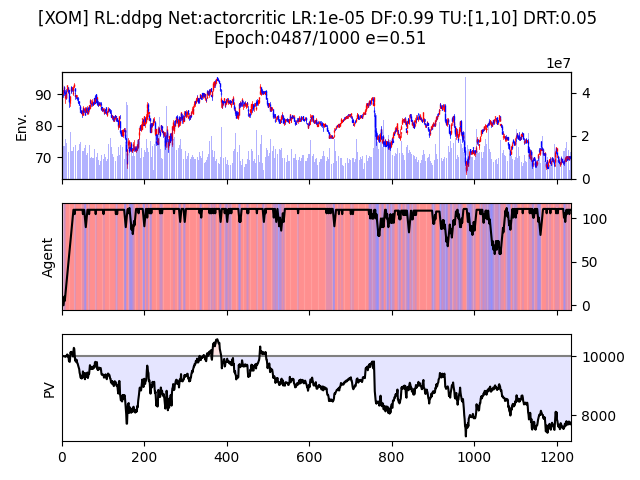 [XOM] RL:ddpg Net:actorcritic LR:1e-05 DF:0.99 TU:[1,10] DRT:0.05
Epoch:0487/1000 e=0.51
1e7
Env.
90
80
70
4
2
0
Agent
100
50
0
PV
10000
8000
0 200 400 600 800 1000 1200